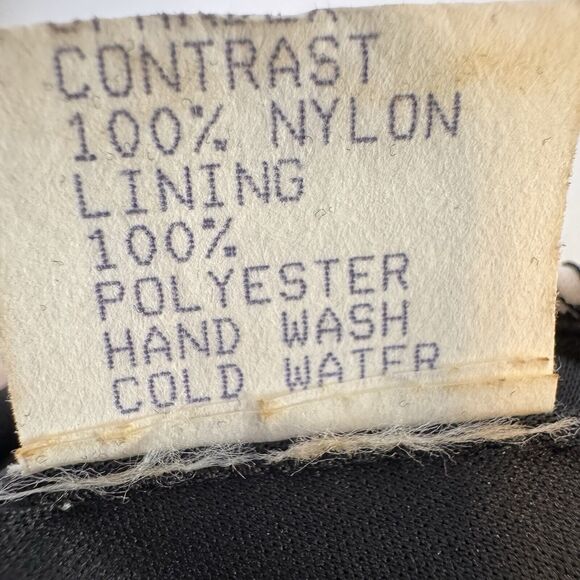 CONTRAST
100% NYLON
LINING
100%
POLYESTER
HAND WASH
COLD WATER